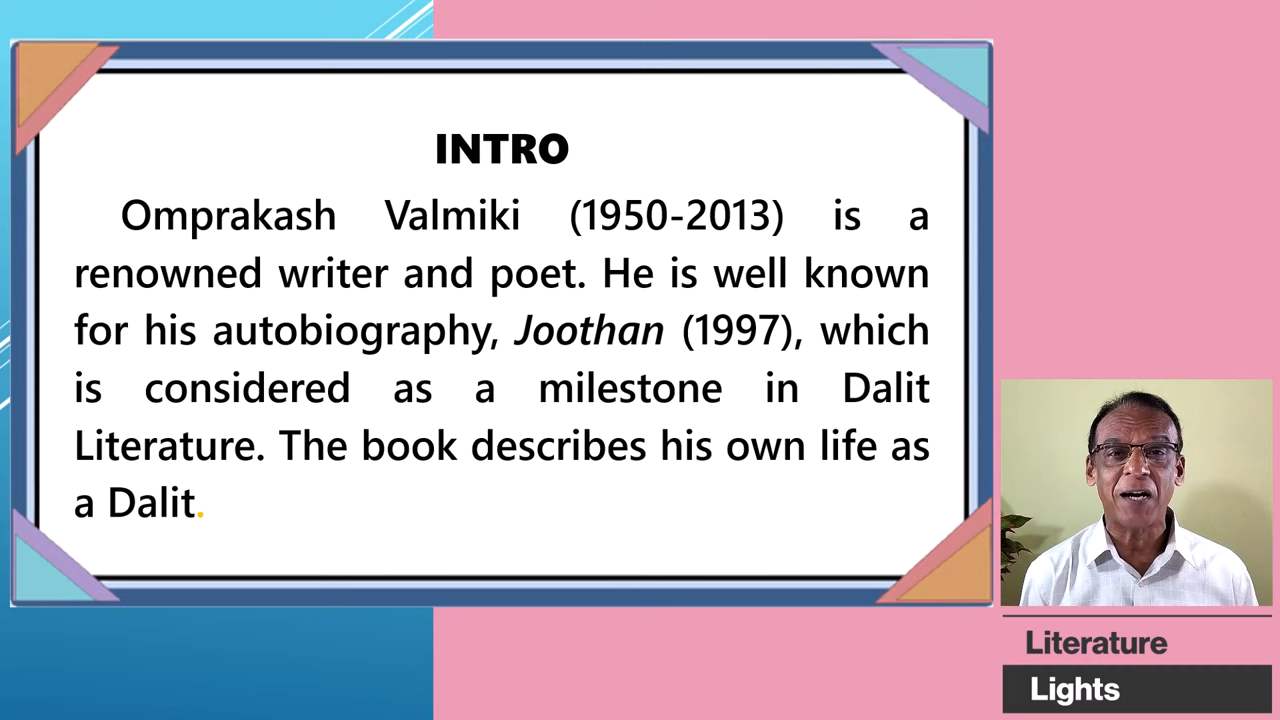 INTRO
Omprakash Valmiki (1950-2013) is a
renowned writer and poet. He is well known
for his autobiography, Joothan (1997), which
is considered as a milestone in Dalit
Literature. The book describes his own life as
a Dalit.
Literature
Lights